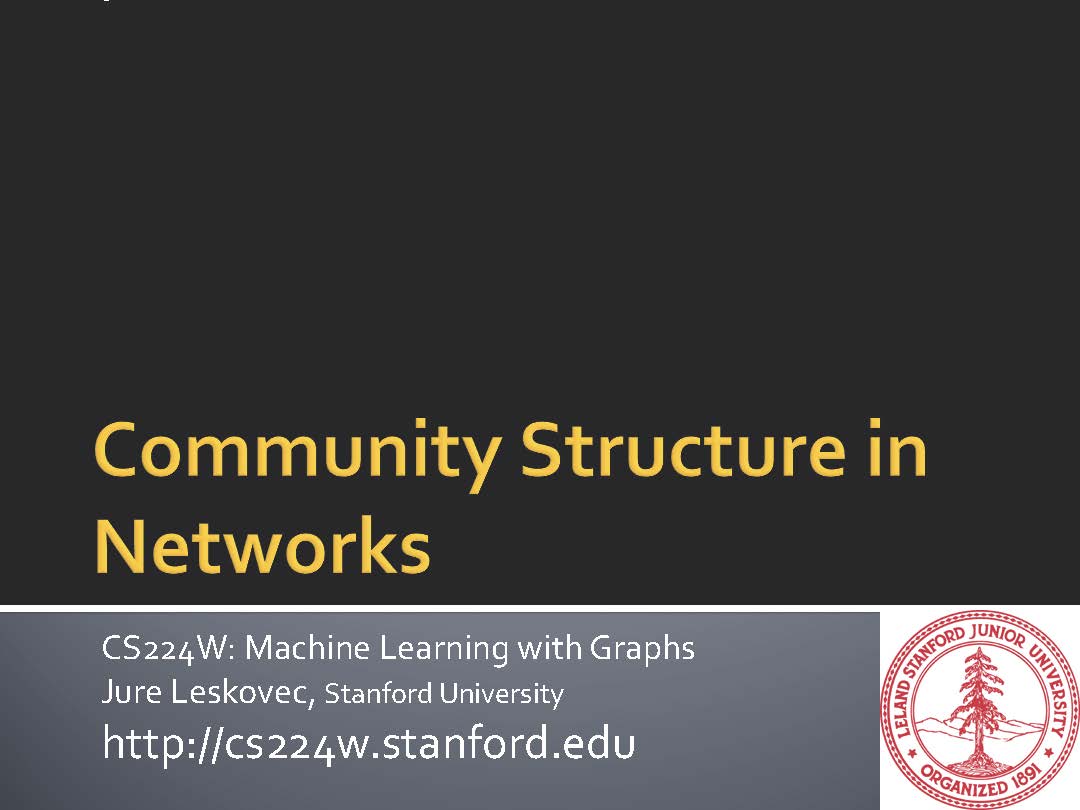 Community Structure in
Networks
CS224W: Machine Learning with Graphs
Jure Leskovec, Stanford University
http://cs224w.stanford.edu
LELAND STANFORD JUNIOR UNIVERSITY
ORGANIZED 1891